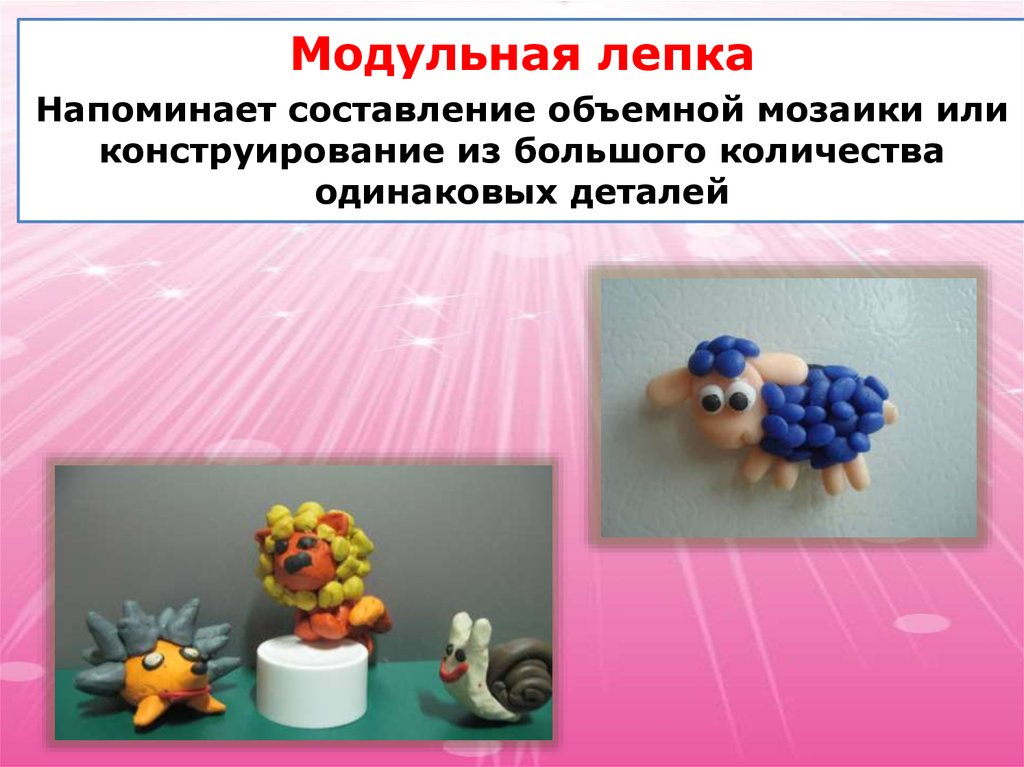 Модульная лепка
Напоминает составление объемной мозаики или
конструирование из большого количества
одинаковых деталей